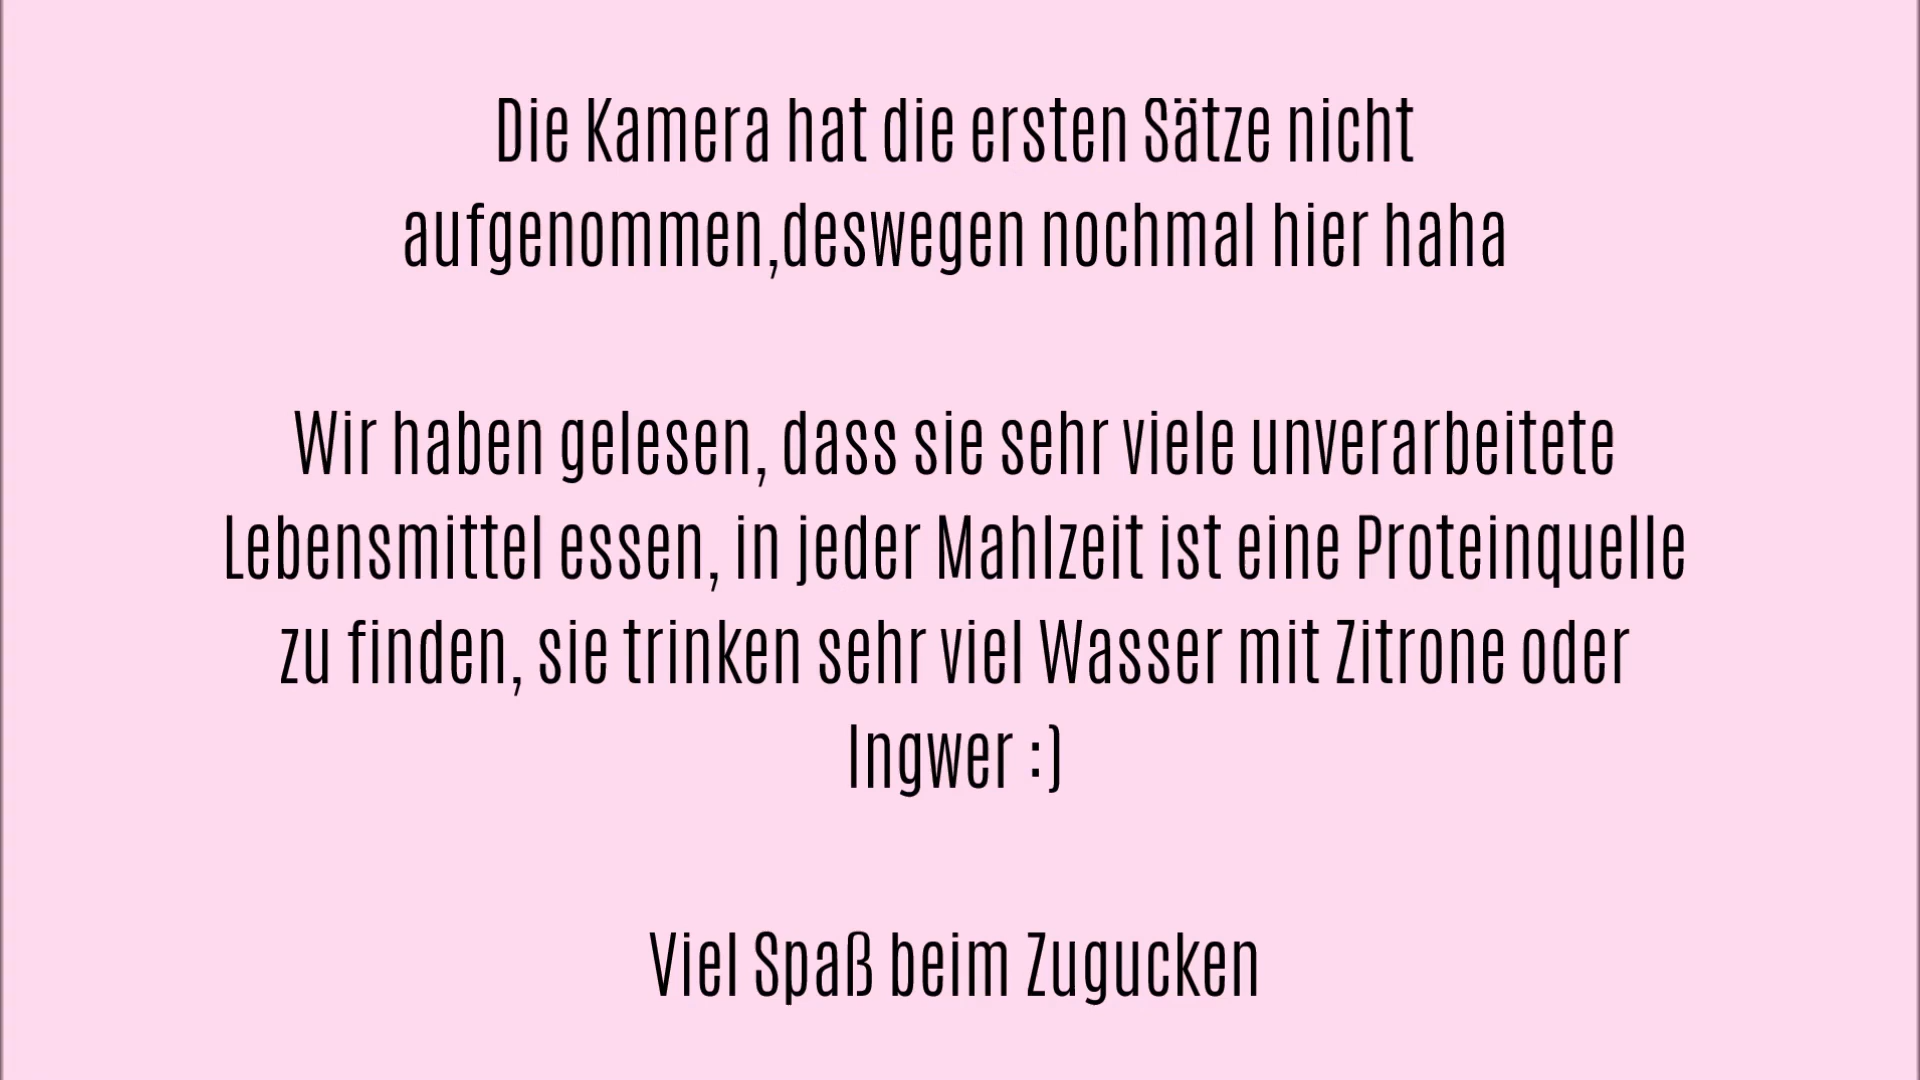 Die Kamera hat die ersten Sätze nicht
aufgenommen,deswegen nochmal hier haha
Wir haben gelesen, dass sie sehr viele unverarbeitete
Lebensmittel essen, in jeder Mahlzeit ist eine Proteinquelle
zu finden, sie trinken sehr viel Wasser mit Zitrone oder
Ingwer :)
Viel Spaß beim Zugucken